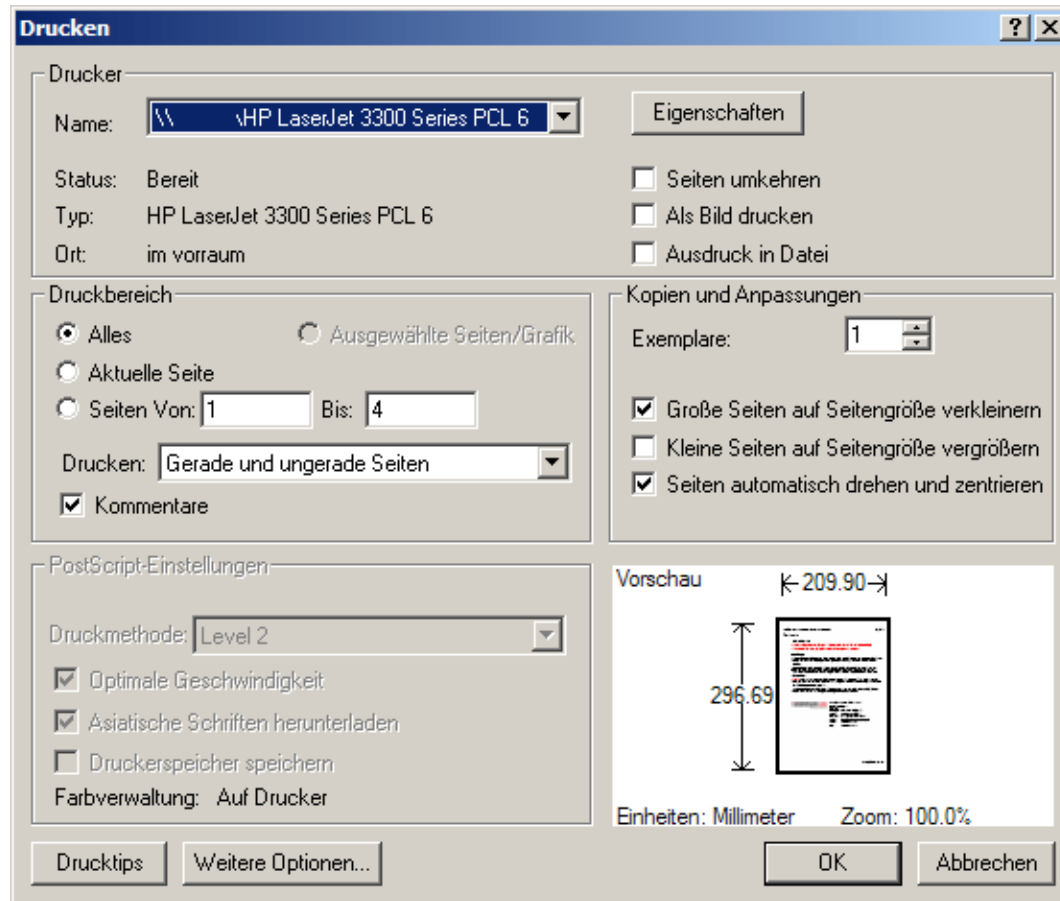 Drucken
Drucker
Name: \\ \HP LaserJet 3300 Series PCL 6 Eigenschaften
Status: Bereit Seiten umkehren
Typ: HP LaserJet 3300 Series PCL 6 Als Bild drucken
Ort: im vorraum Ausdruck in Datei
Druckbereich
Alles Ausgewählte Seiten/Grafik
Aktuelle Seite
Seiten Von: 1 Bis: 4
Drucken: Gerade und ungerade Seiten
Kommentare
Kopien und Anpassungen
Exemplare: 1
Große Seiten auf Seitengröße verkleinern
Kleine Seiten auf Seitengröße vergrößern
Seiten automatisch drehen und zentrieren
PostScript-Einstellungen
Druckmethode: Level 2
Optimale Geschwindigkeit
Asiatische Schriften herunterladen
Druckerspeicher speichern
Farbverwaltung: Auf Drucker
Vorschau 209.90
296.69
Einheiten: Millimeter Zoom: 100.0%
Drucktips Weitere Optionen... OK Abbrechen